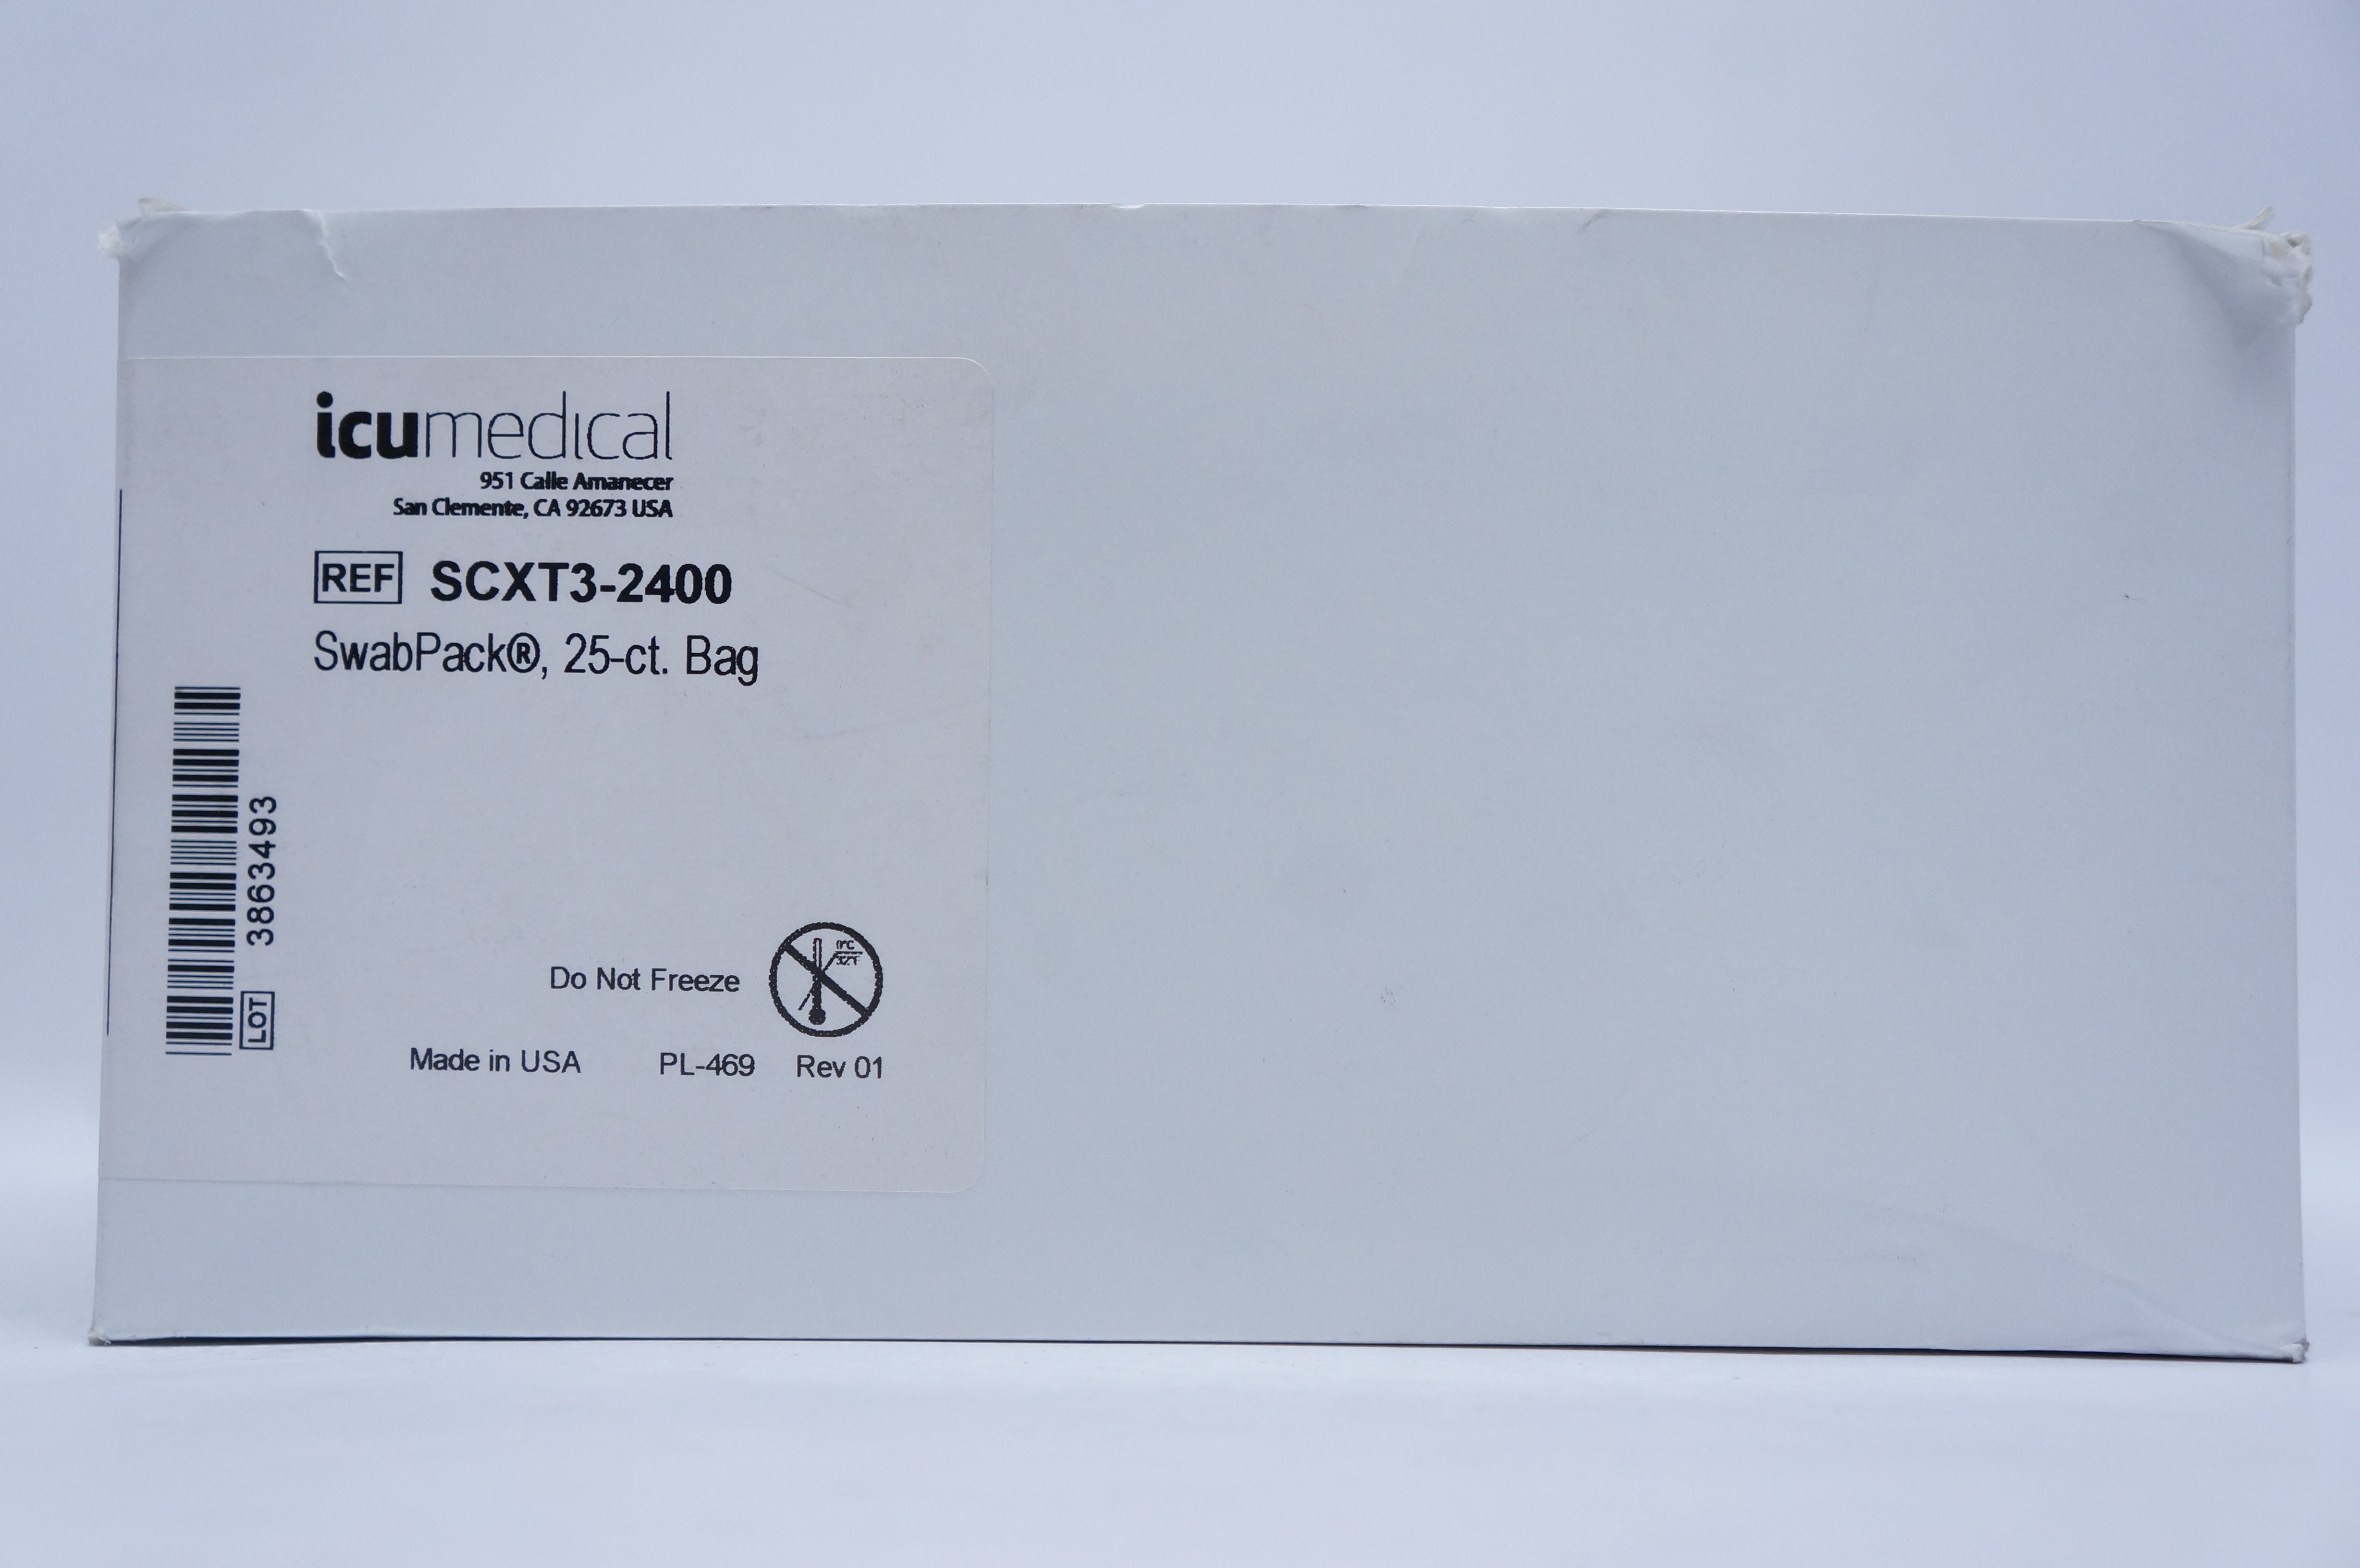 icumedical
951 Calle Amanecer
San Clemente, CA 92673 USA
REF SCXT3-2400
SwabPack®, 25-ct. Bag
LOT 3863493
Do Not Freeze
0°C
32°F
Made in USA PL-469 Rev 01